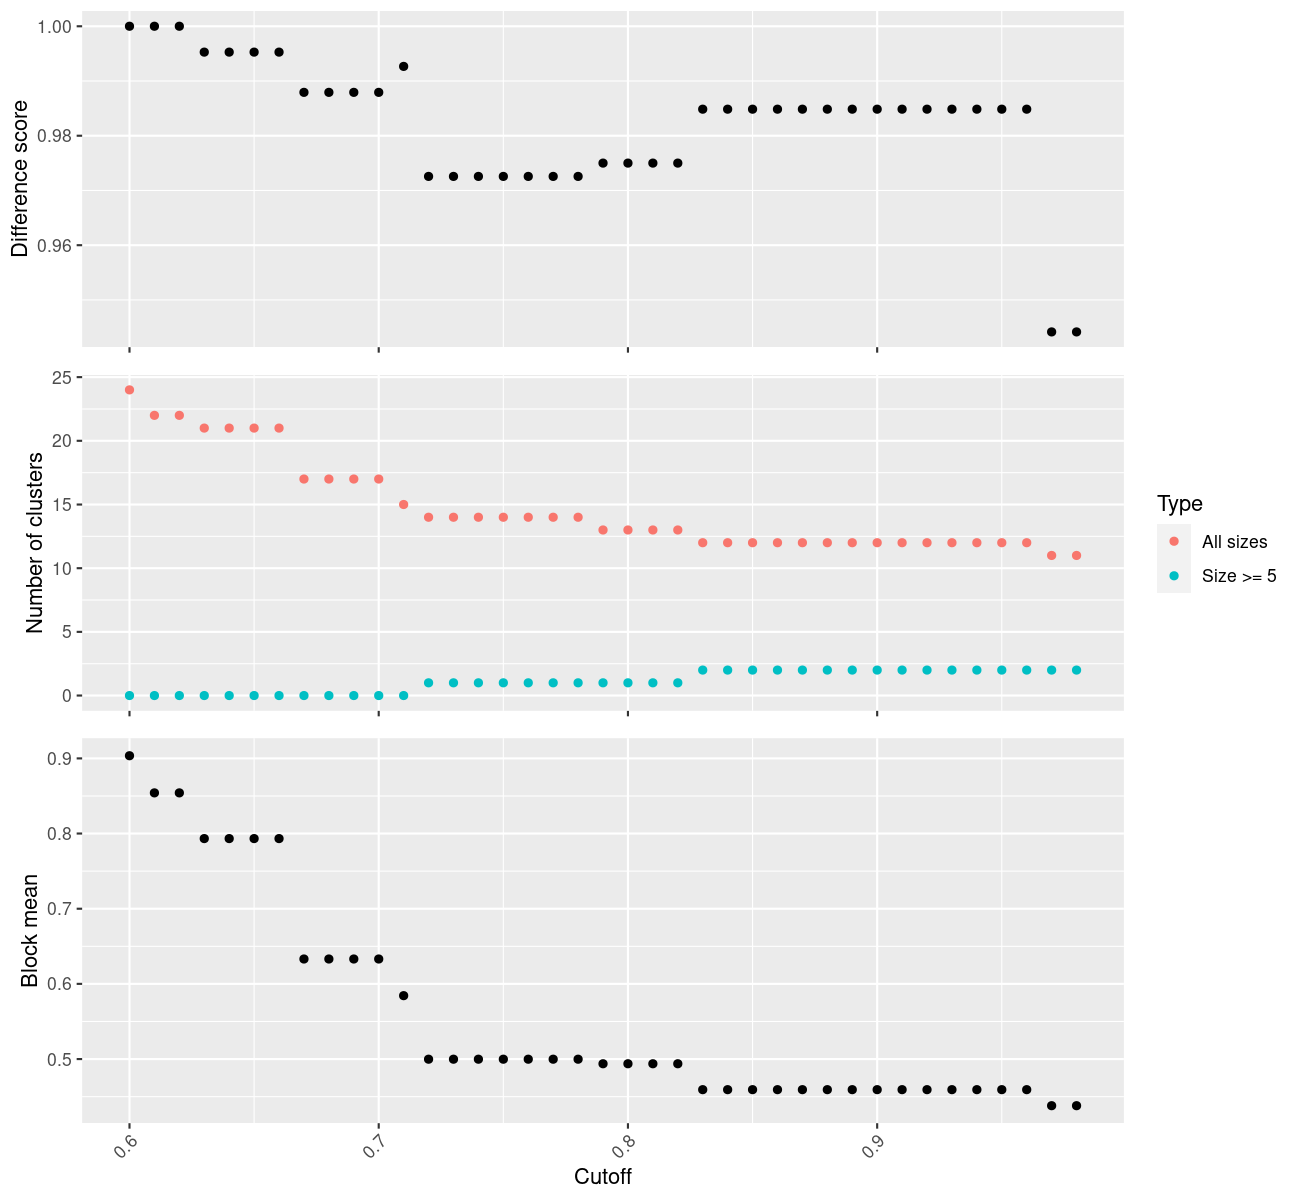 Difference score
1.00
0.98
0.96
Number of clusters
25
20
15
10
5
0
Type
All sizes
Size >= 5
Block mean
0.9
0.8
0.7
0.6
0.5
0.6 0.7 0.8 0.9
Cutoff